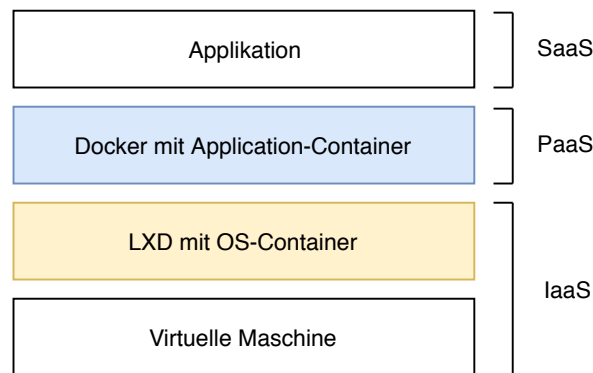 Applikation
SaaS
Docker mit Application-Container
PaaS
LXD mit OS-Container
IaaS
Virtuelle Maschine